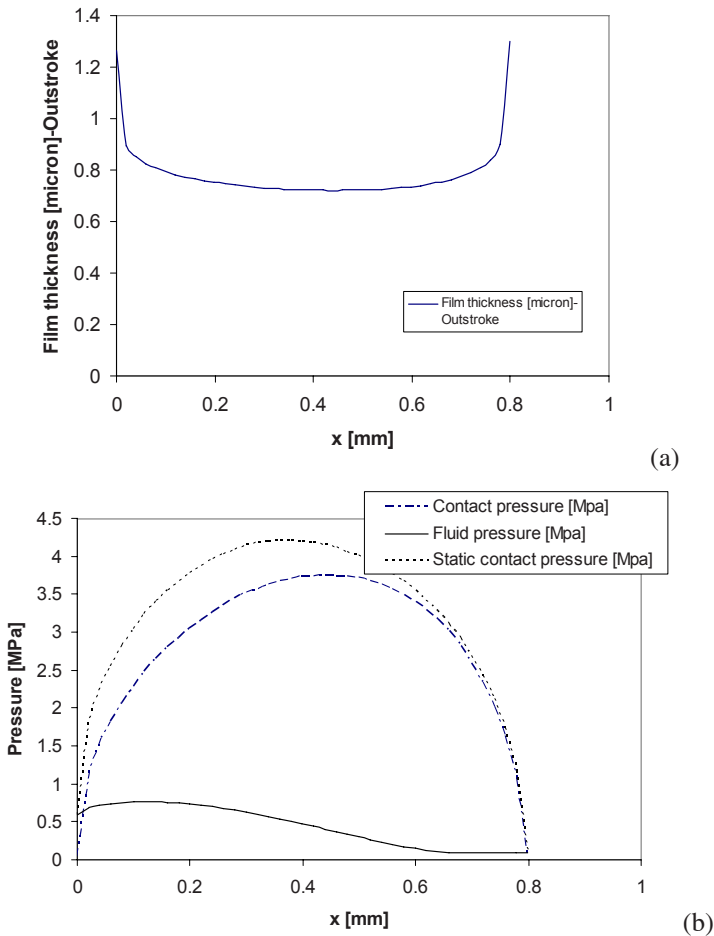 1.4
1.2
1
0.8
0.6
0.4
0.2
0
Film thickness [micron]-Outstroke
Film thickness [micron]-
Outstroke
0 0.2 0.4 0.6 0.8 1
x [mm]
(a)
Contact pressure [Mpa]
Fluid pressure [Mpa]
Static contact pressure [Mpa]
4.5
4
3.5
3
2.5
2
1.5
1
0.5
0
Pressure [MPa]
0 0.2 0.4 0.6 0.8 1
x [mm]
(b)